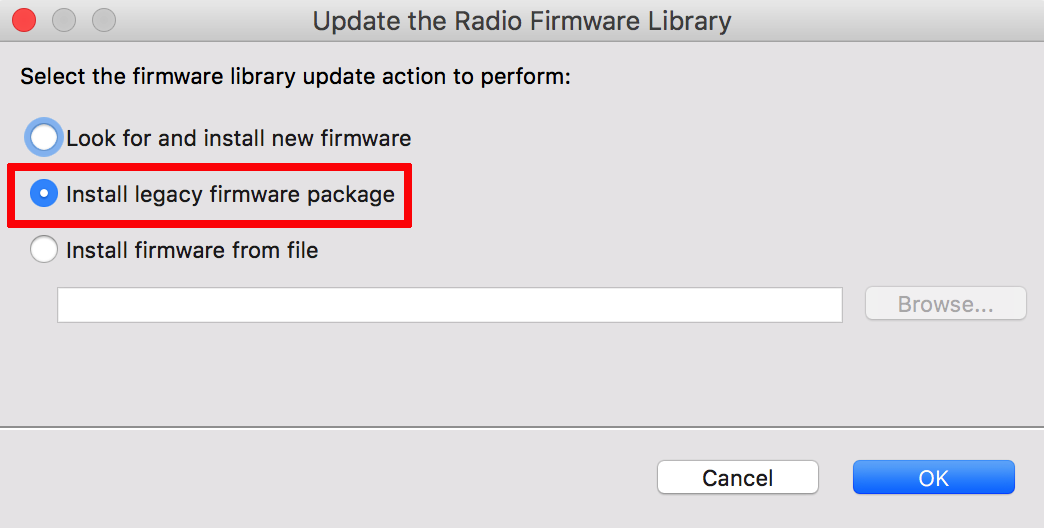 Update the Radio Firmware Library
Select the firmware library update action to perform:
Look for and install new firmware
Install legacy firmware package
Install firmware from file
Browse...
Cancel
OK